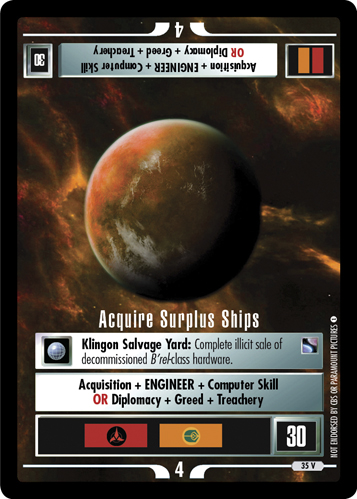 4
Acquisition + ENGINEER + Computer Skill
OR Diplomacy + Greed + Treachery
30
Acquire Surplus Ships
Klingon Salvage Yard: Complete illicit sale of
decommissioned B'rel-class hardware.
Acquisition + ENGINEER + Computer Skill
OR Diplomacy + Greed + Treachery
30
4
35 V
NOT ENDORSED BY CBS OR PARAMOUNT PICTURES